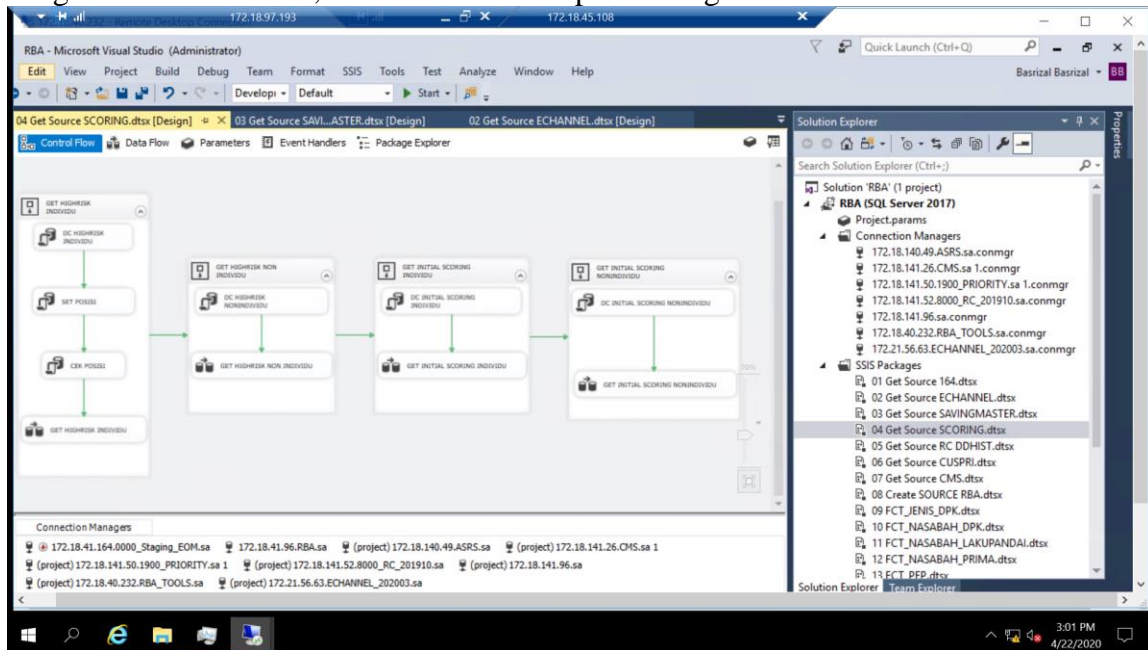 172.18.97.193
172.18.45.108
RBA - Microsoft Visual Studio (Administrator)
Quick Launch (Ctrl+Q)
Edit View Project Build Debug Team Format SSIS Tools Test Analyze Window Help
Basrizal Basrizal
BB
Developi
Default
Start
04 Get Source SCORING.dtsx [Design]
03 Get Source SAVI...ASTER.dtsx [Design]
02 Get Source ECHANNEL.dtsx [Design]
Control Flow
Data Flow
Parameters
Event Handlers
Package Explorer
GET HIGHRISK
INDIVIDU
DC HIGHRISK
INDIVIDU
SET POSISI
CEK POSISI
GET HIGHRISK INDIVIDU
GET HIGHRISK NON
INDIVIDU
DC HIGHRISK
NONINDIVIDU
GET HIGHRISK NON INDIVIDU
GET INITIAL SCORING
INDIVIDU
DC INITIAL SCORING
INDIVIDU
GET INITIAL SCORING INDIVIDU
GET INITIAL SCORING
NONINDIVIDU
DC INITIAL SCORING NONINDIVIDU
GET INITIAL SCORING NONINDIVIDU
70%
Connection Managers
172.18.41.164.0000_Staging_EOM.sa
172.18.41.96.RBA.sa
(project) 172.18.140.49.ASRS.sa
(project) 172.18.141.26.CMS.sa 1
(project) 172.18.141.50.1900_PRIORITY.sa 1
(project) 172.18.141.52.8000_RC_201910.sa
(project) 172.18.141.96.sa
(project) 172.18.40.232.RBA_TOOLS.sa
(project) 172.21.56.63.ECHANNEL_202003.sa
Solution Explorer
Search Solution Explorer (Ctrl+;)
Solution 'RBA' (1 project)
RBA (SQL Server 2017)
Project.params
Connection Managers
172.18.140.49.ASRS.sa.conmgr
172.18.141.26.CMS.sa 1.conmgr
172.18.141.50.1900_PRIORITY.sa 1.conmgr
172.18.141.52.8000_RC_201910.sa.conmgr
172.18.141.96.sa.conmgr
172.18.40.232.RBA_TOOLS.sa.conmgr
172.21.56.63.ECHANNEL_202003.sa.conmgr
SSIS Packages
01 Get Source 164.dtsx
02 Get Source ECHANNEL.dtsx
03 Get Source SAVINGMASTER.dtsx
04 Get Source SCORING.dtsx
05 Get Source RC DDHIST.dtsx
06 Get Source CUSPRI.dtsx
07 Get Source CMS.dtsx
08 Create SOURCE RBA.dtsx
09 FCT_JENIS_DPK.dtsx
10 FCT_NASABAH_DPK.dtsx
11 FCT_NASABAH_LAKUPANDAI.dtsx
12 FCT_NASABAH_PRIMA.dtsx
13 FCT PEP.dtsx
Solution Explorer
Team Explorer
Properties
3:01 PM
4/22/2020